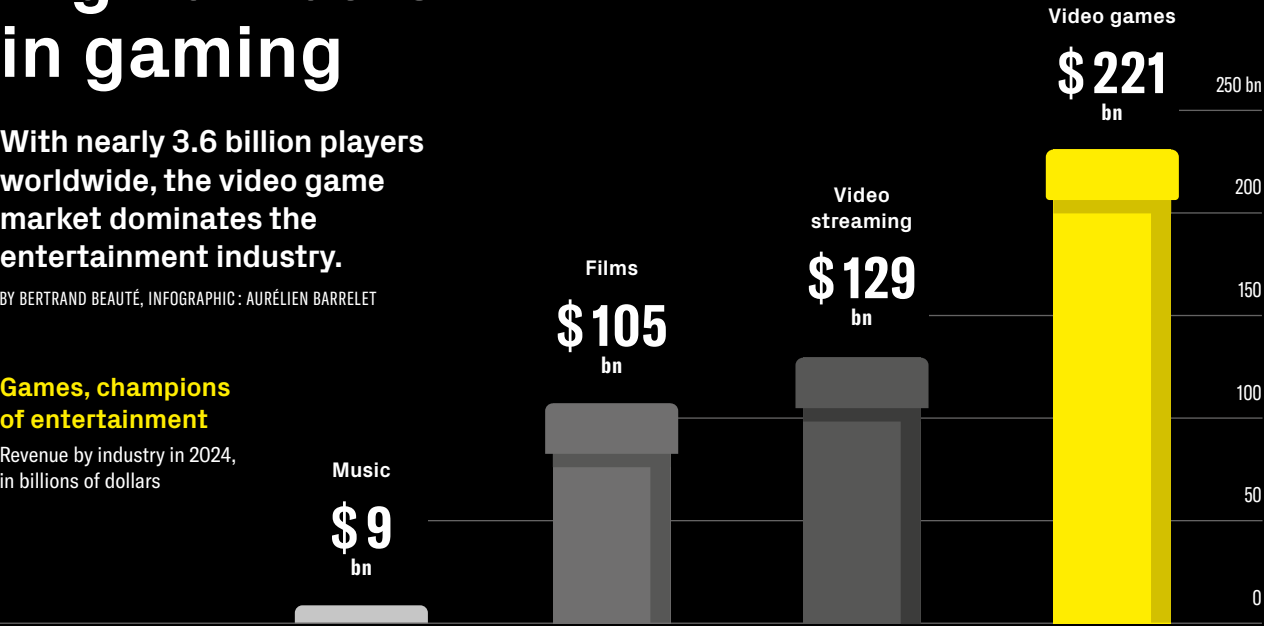 in gaming
With nearly 3.6 billion players
worldwide, the video game
market dominates the
entertainment industry.
BY BERTRAND BEAUTÉ, INFOGRAPHIC : AURÉLIEN BARRELET
Games, champions
of entertainment
Revenue by industry in 2024,
in billions of dollars
Music
$ 9
bn
Films
$ 105
bn
Video
streaming
$ 129
bn
Video games
$ 221
bn
250 bn
200
150
100
50
0